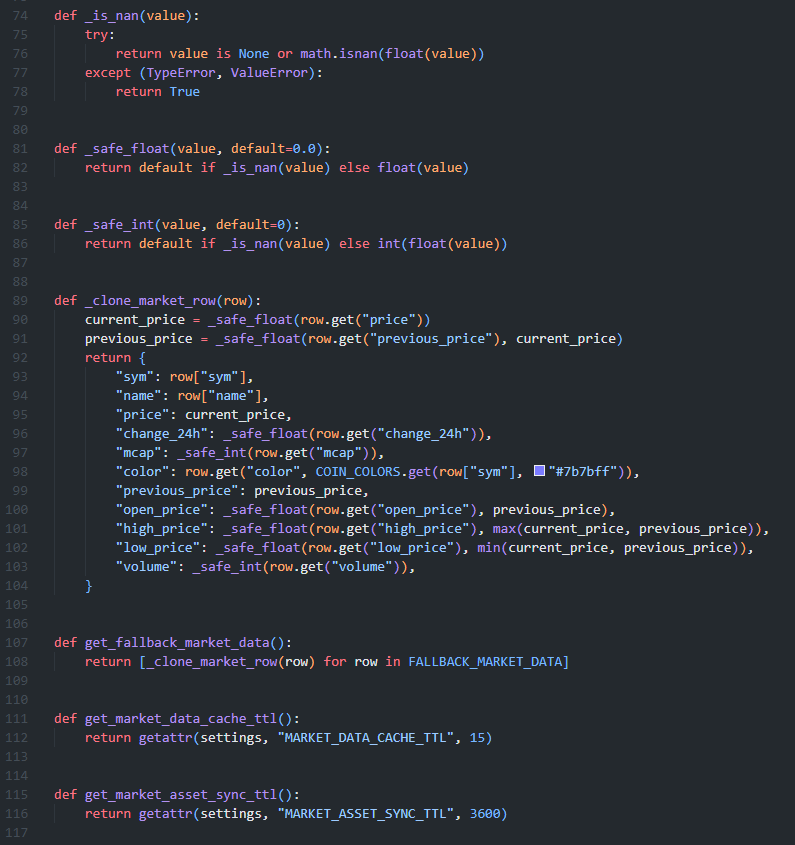 74 def _is_nan(value):
75     try:
76         return value is None or math.isnan(float(value))
77     except (TypeError, ValueError):
78         return True
79
80
81 def _safe_float(value, default=0.0):
82     return default if _is_nan(value) else float(value)
83
84
85 def _safe_int(value, default=0):
86     return default if _is_nan(value) else int(float(value))
87
88
89 def _clone_market_row(row):
90     current_price = _safe_float(row.get("price"))
91     previous_price = _safe_float(row.get("previous_price"), current_price)
92     return {
93         "sym": row["sym"],
94         "name": row["name"],
95         "price": current_price,
96         "change_24h": _safe_float(row.get("change_24h")),
97         "mcap": _safe_int(row.get("mcap")),
98         "color": row.get("color", COIN_COLORS.get(row["sym"], "#7b7bff")),
99         "previous_price": previous_price,
100         "open_price": _safe_float(row.get("open_price"), previous_price),
101         "high_price": _safe_float(row.get("high_price"), max(current_price, previous_price)),
102         "low_price": _safe_float(row.get("low_price"), min(current_price, previous_price)),
103         "volume": _safe_int(row.get("volume")),
104     }
105
106
107 def get_fallback_market_data():
108     return [_clone_market_row(row) for row in FALLBACK_MARKET_DATA]
109
110
111 def get_market_data_cache_ttl():
112     return getattr(settings, "MARKET_DATA_CACHE_TTL", 15)
113
114
115 def get_market_asset_sync_ttl():
116     return getattr(settings, "MARKET_ASSET_SYNC_TTL", 3600)
117